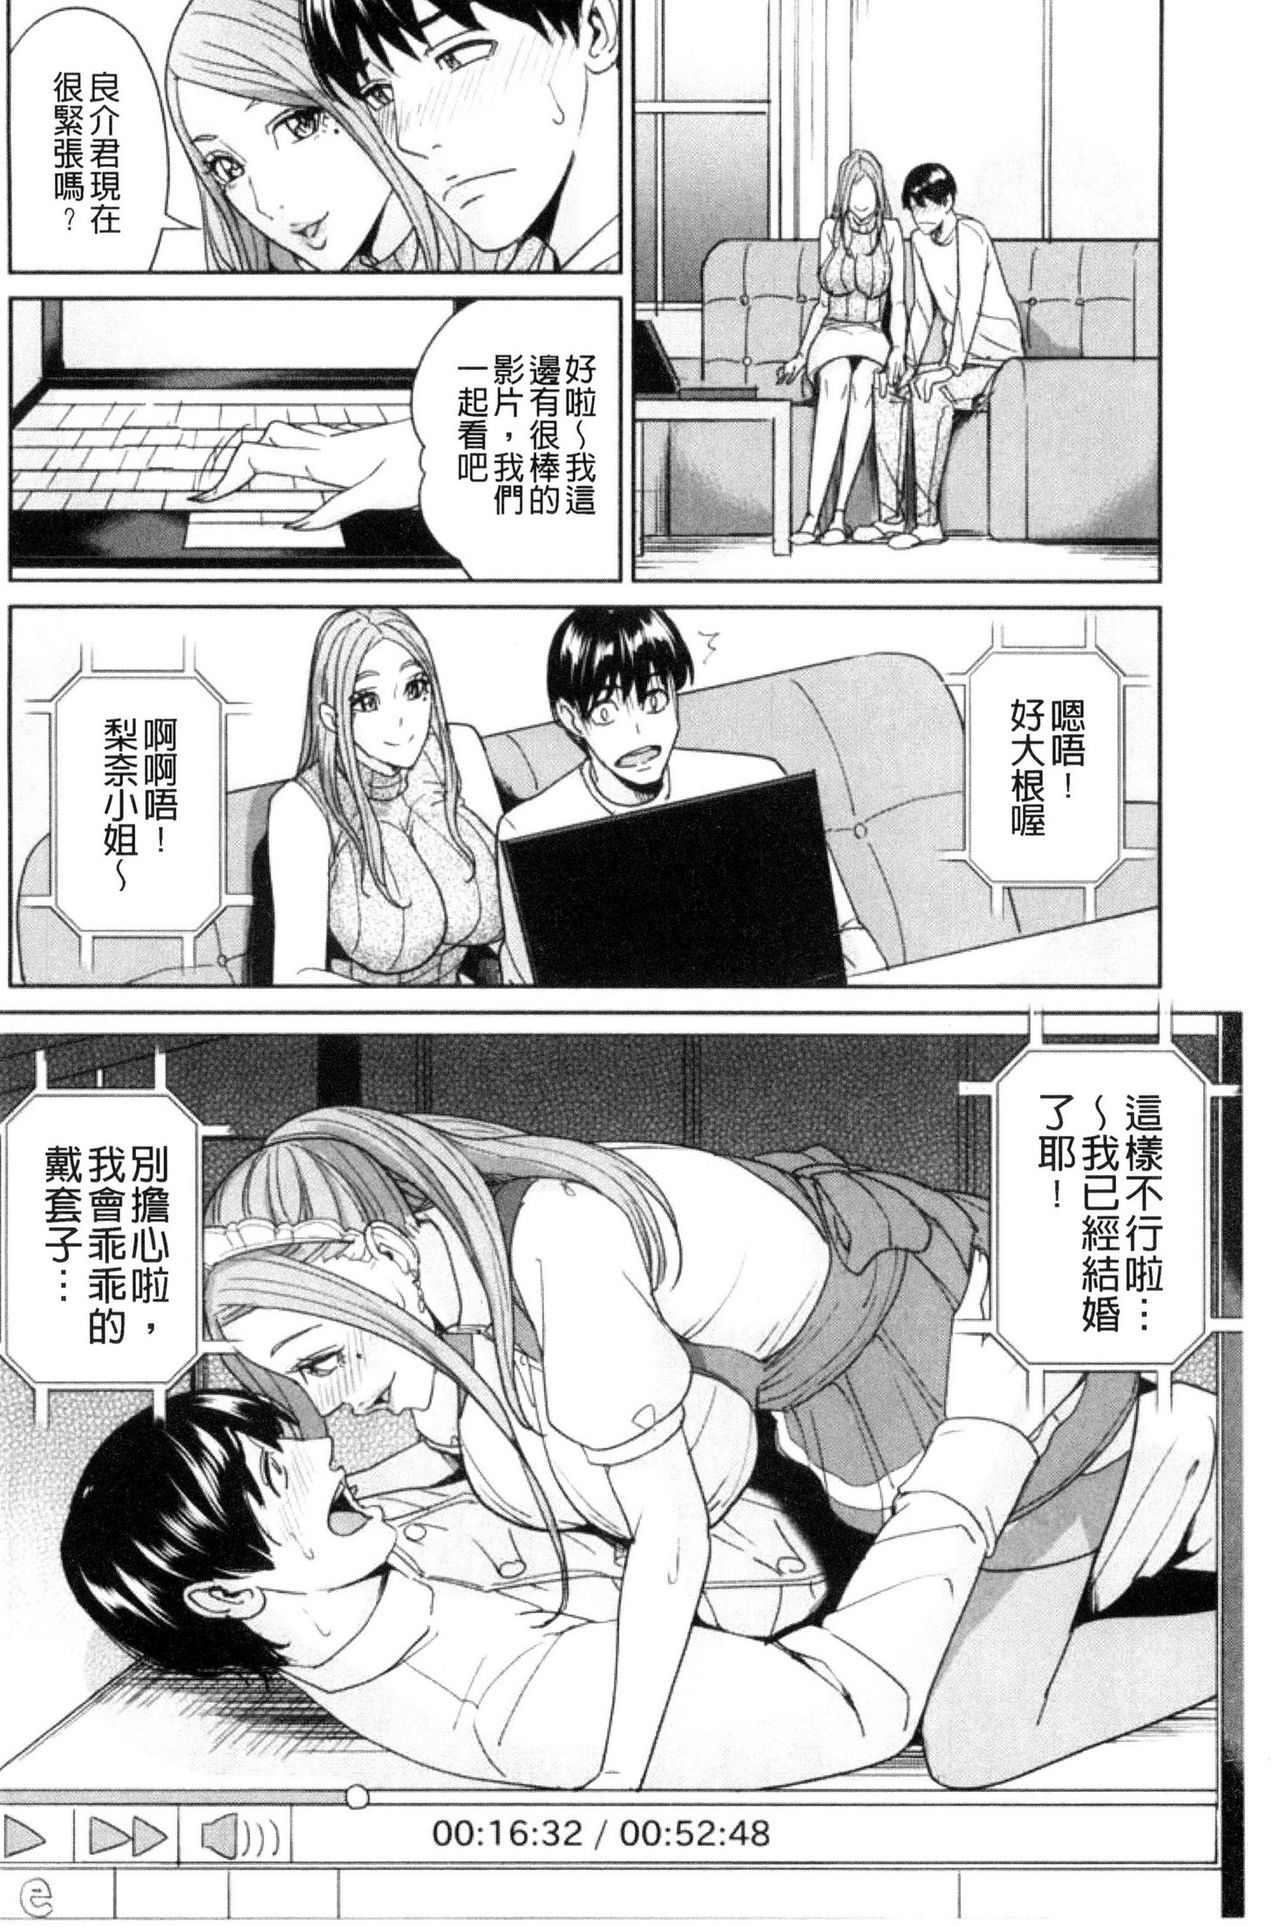 良介君現在
很緊張嗎？
好啦～我這
邊有很棒的
影片，我們
一起看吧
嗯唔！
好大根喔
啊啊唔！
梨奈小姐～
這樣不行啦…
～我已經結婚
了耶！
別擔心啦，
我會乖乖的
戴套子…
00:16:32 / 00:52:48
e